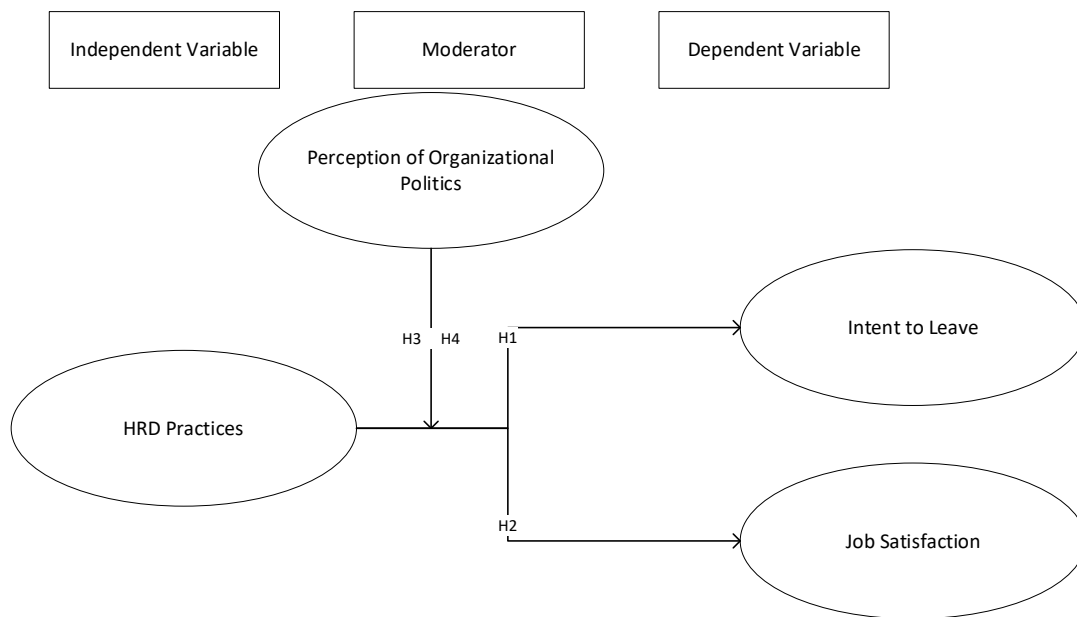 Independent Variable
Moderator
Dependent Variable
Perception of Organizational
Politics
Intent to Leave
H3
H4
H1
HRD Practices
H2
Job Satisfaction